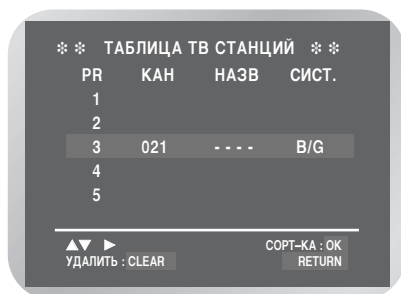 ❇ ❇ ТАБЛИЦА ТВ СТАНЦИЙ ❇ ❇
PR КАН НАЗВ СИСТ.
1
2
3 021 - - - - B/G
4
5
▲▼ ► СОРТ–КА : OK
УДАЛИТЬ : CLEAR RETURN